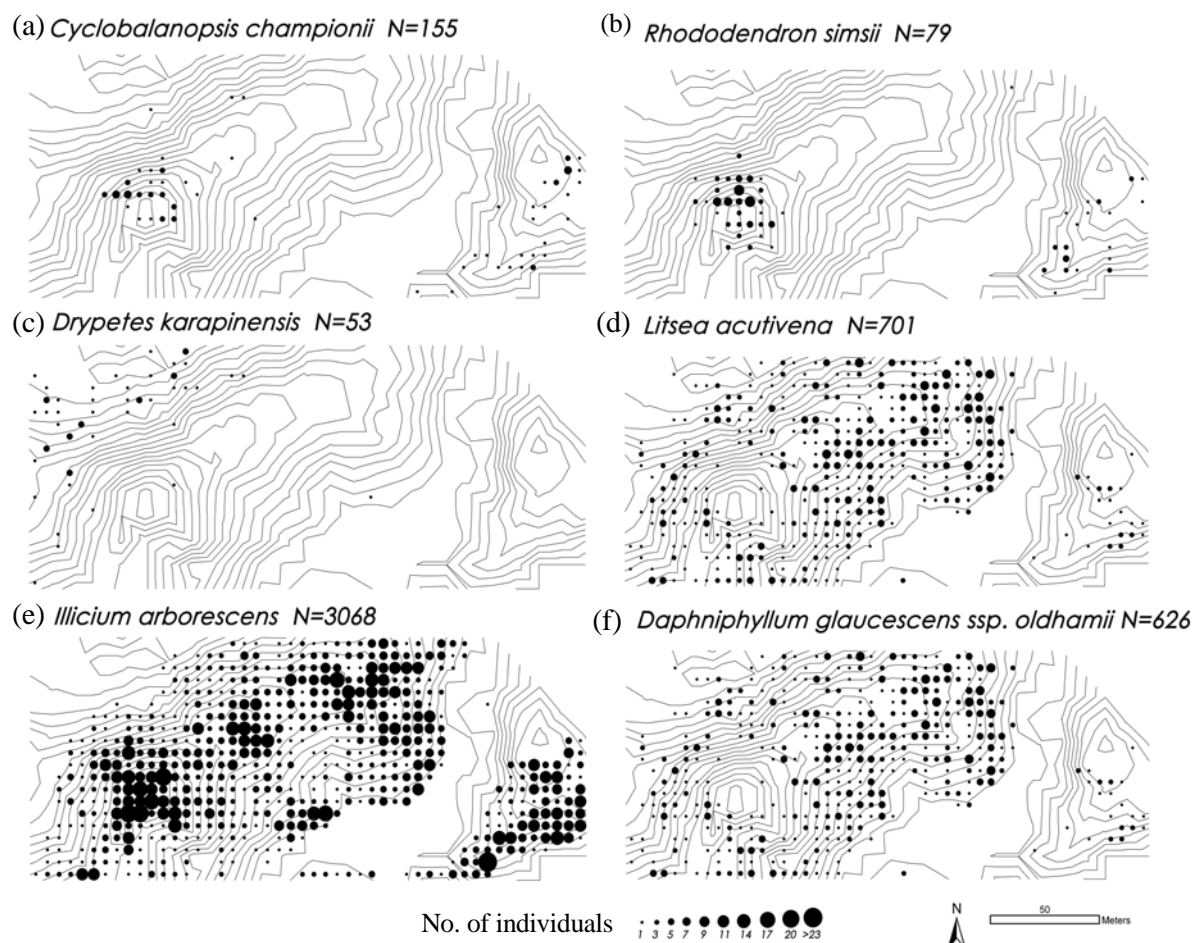 (a) Cyclobalanopsis championii N=155
(b) Rhododendron simsii N=79
(c) Drypetes karapinensis N=53
(d) Litsea acutivena N=701
(e) Illicium arborescens N=3068
(f) Daphniphyllum glaucescens ssp. oldhamii N=626
No. of individuals
1 3 5 7 9 11 14 17 20 >23
N
50
Meters